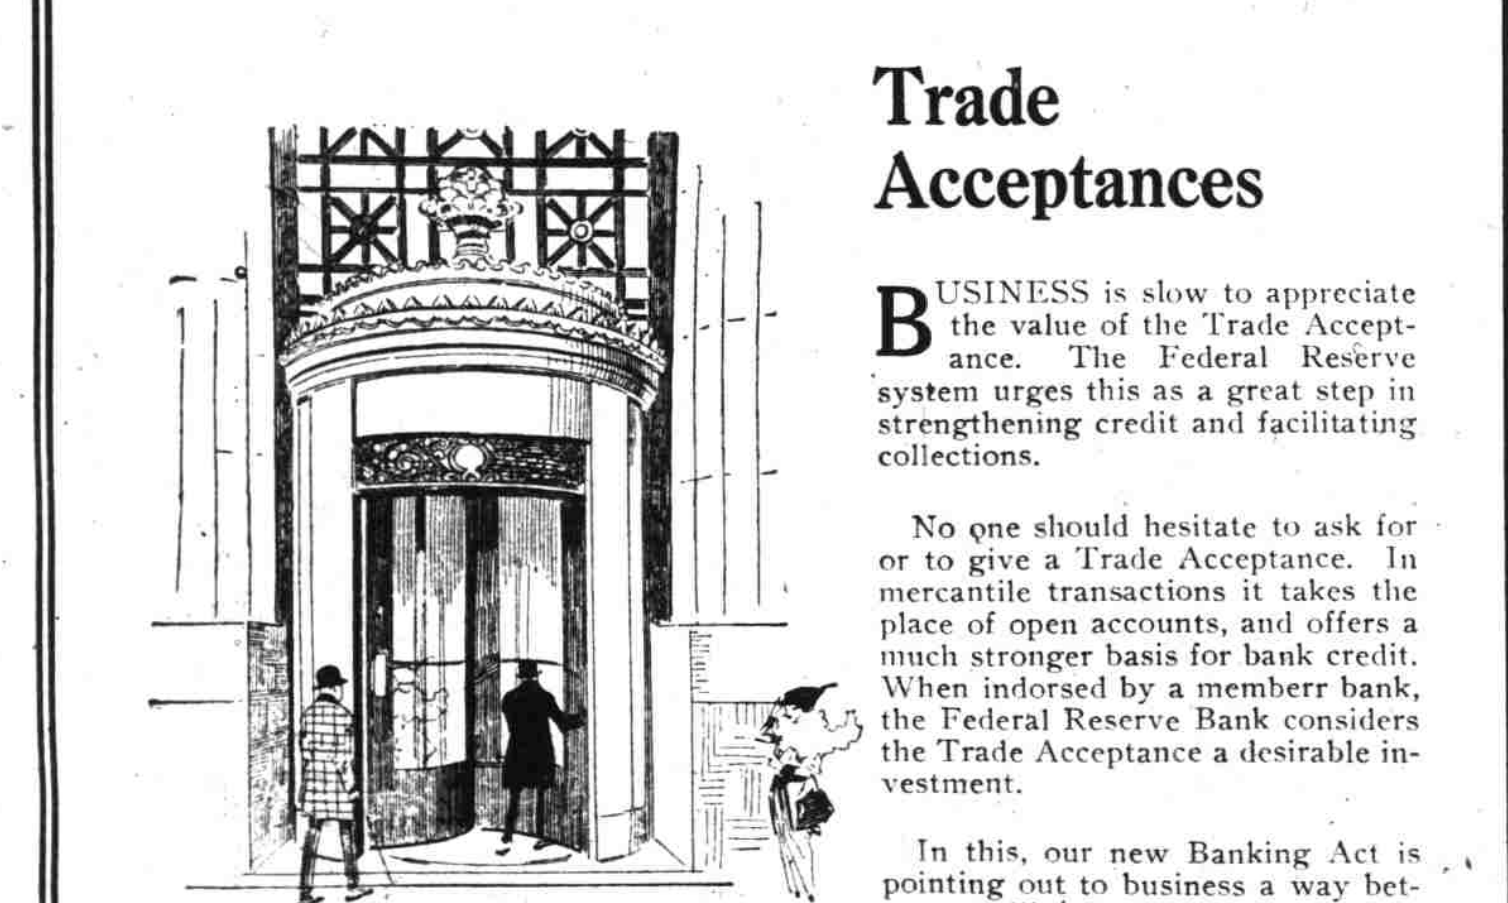 Trade
Acceptances
BUSINESS is slow to appreciate
the value of the Trade Accept-
ance. The Federal Reserve
system urges this as a great step in
strengthening credit and facilitating
collections.
No one should hesitate to ask for
or to give a Trade Acceptance. In
mercantile transactions it takes the
place of open accounts, and offers a
much stronger basis for bank credit.
When indorsed by a memberr bank,
the Federal Reserve Bank considers
the Trade Acceptance a desirable in-
vestment.
In this, our new Banking Act is
pointing out to business a way bet-